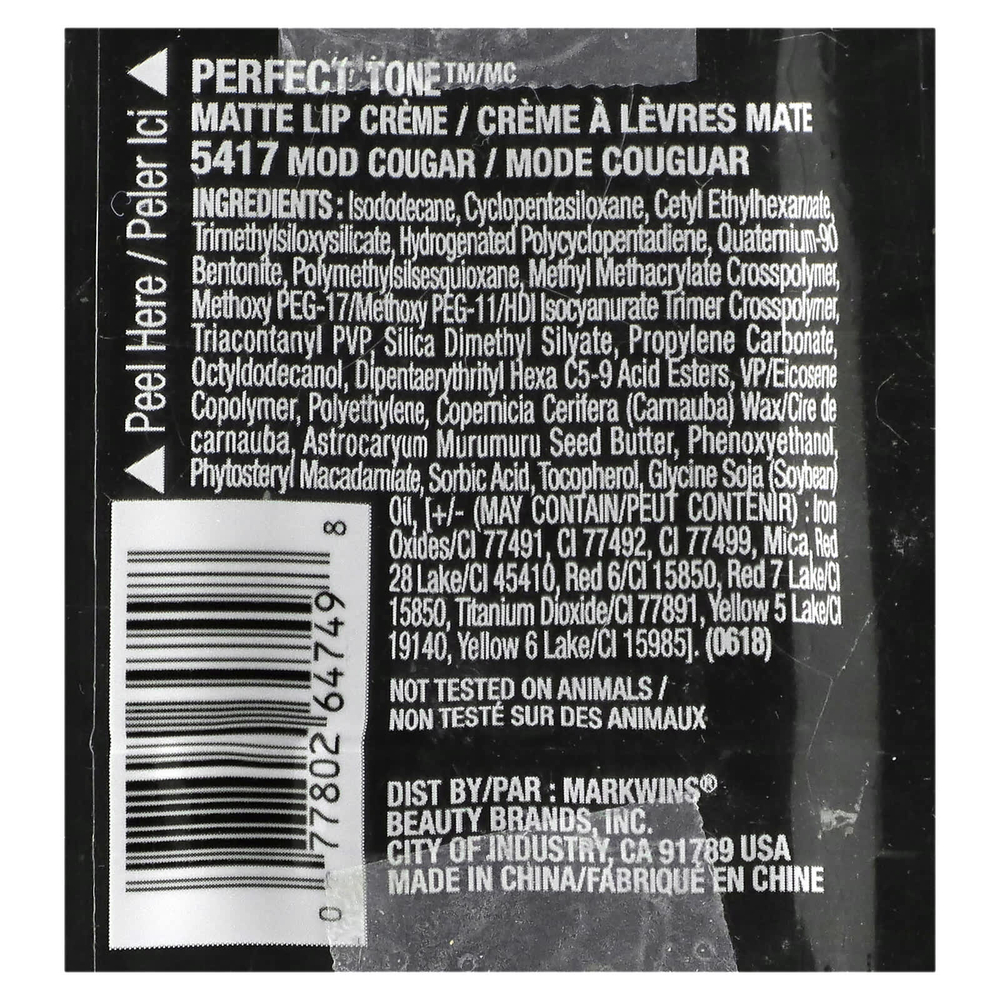 PERFECT TONE™/MC
MATTE LIP CRÈME / CRÈME À LÈVRES MATE
5417 MOD COUGAR / MODE COUGUAR
INGREDIENTS : Isododecane, Cyclopentasiloxane, Cetyl Ethylhexanoate,
Trimethylsiloxysilicate, Hydrogenated Polycyclopentadiene, Quaternium-90
Bentonite, Polymethylsilsesquioxane, Methyl Methacrylate Crosspolymer,
Methoxy PEG-17/Methoxy PEG-11/HDI Isocyanurate Trimer Crosspolymer,
Triacontanyl PVP, Silica Dimethyl Silyate, Propylene Carbonate,
Octyldodecanol, Dipentaerythrityl Hexa C5-9 Acid Esters, VP/Eicosene
Copolymer, Polyethylene, Copernicia Cerifera (Carnauba) Wax/Cire de
carnauba, Astrocaryum Murumuru Seed Butter, Phenoxyethanol,
Phytosteryl Macadamiate, Sorbic Acid, Tocopherol, Glycine Soja (Soybean)
Oil, [+/- (MAY CONTAIN/PEUT CONTENIR) : Iron
Oxides/CI 77491, CI 77492, CI 77499, Mica, Red
28 Lake/CI 45410, Red 6/CI 15850, Red 7 Lake/CI
15850, Titanium Dioxide/CI 77891, Yellow 5 Lake/CI
19140, Yellow 6 Lake/CI 15985]. (0618)
NOT TESTED ON ANIMALS /
NON TESTÉ SUR DES ANIMAUX
DIST BY/PAR : MARKWINS®
BEAUTY BRANDS, INC.
CITY OF INDUSTRY, CA 91789 USA
MADE IN CHINA/FABRIQUÉ EN CHINE
Peel Here / Peler Ici
0 77802 64749 8